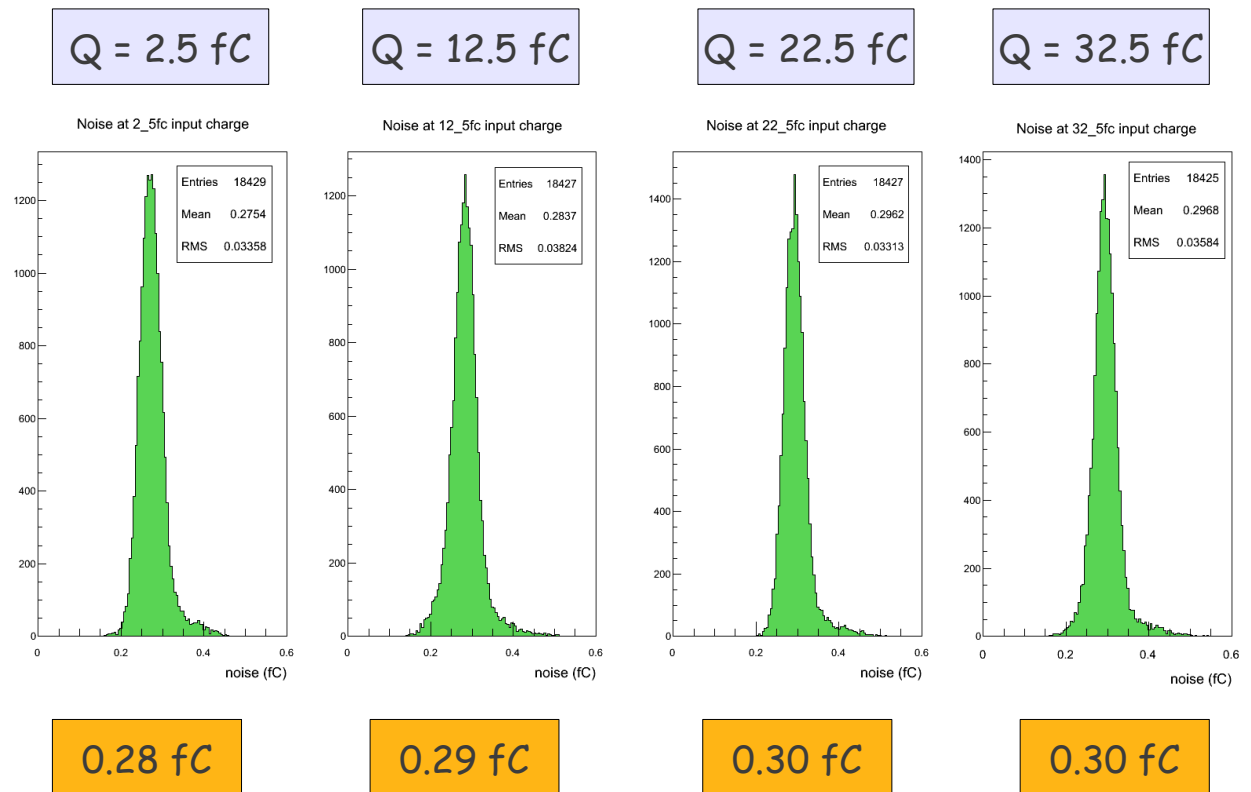 Q = 2.5 fC
Q = 12.5 fC
Q = 22.5 fC
Q = 32.5 fC
Noise at 2_5fc input charge
Entries 18429
Mean 0.2754
RMS 0.03358
1200
1000
800
600
400
200
0
0 0.2 0.4 0.6
noise (fC)
Noise at 12_5fc input charge
Entries 18427
Mean 0.2837
RMS 0.03824
1200
1000
800
600
400
200
0
0 0.2 0.4 0.6
noise (fC)
Noise at 22_5fc input charge
Entries 18427
Mean 0.2962
RMS 0.03313
1400
1200
1000
800
600
400
200
0
0 0.2 0.4 0.6
noise (fC)
Noise at 32_5fc input charge
Entries 18425
Mean 0.2968
RMS 0.03584
1400
1200
1000
800
600
400
200
0
0 0.2 0.4 0.6
noise (fC)
0.28 fC
0.29 fC
0.30 fC
0.30 fC